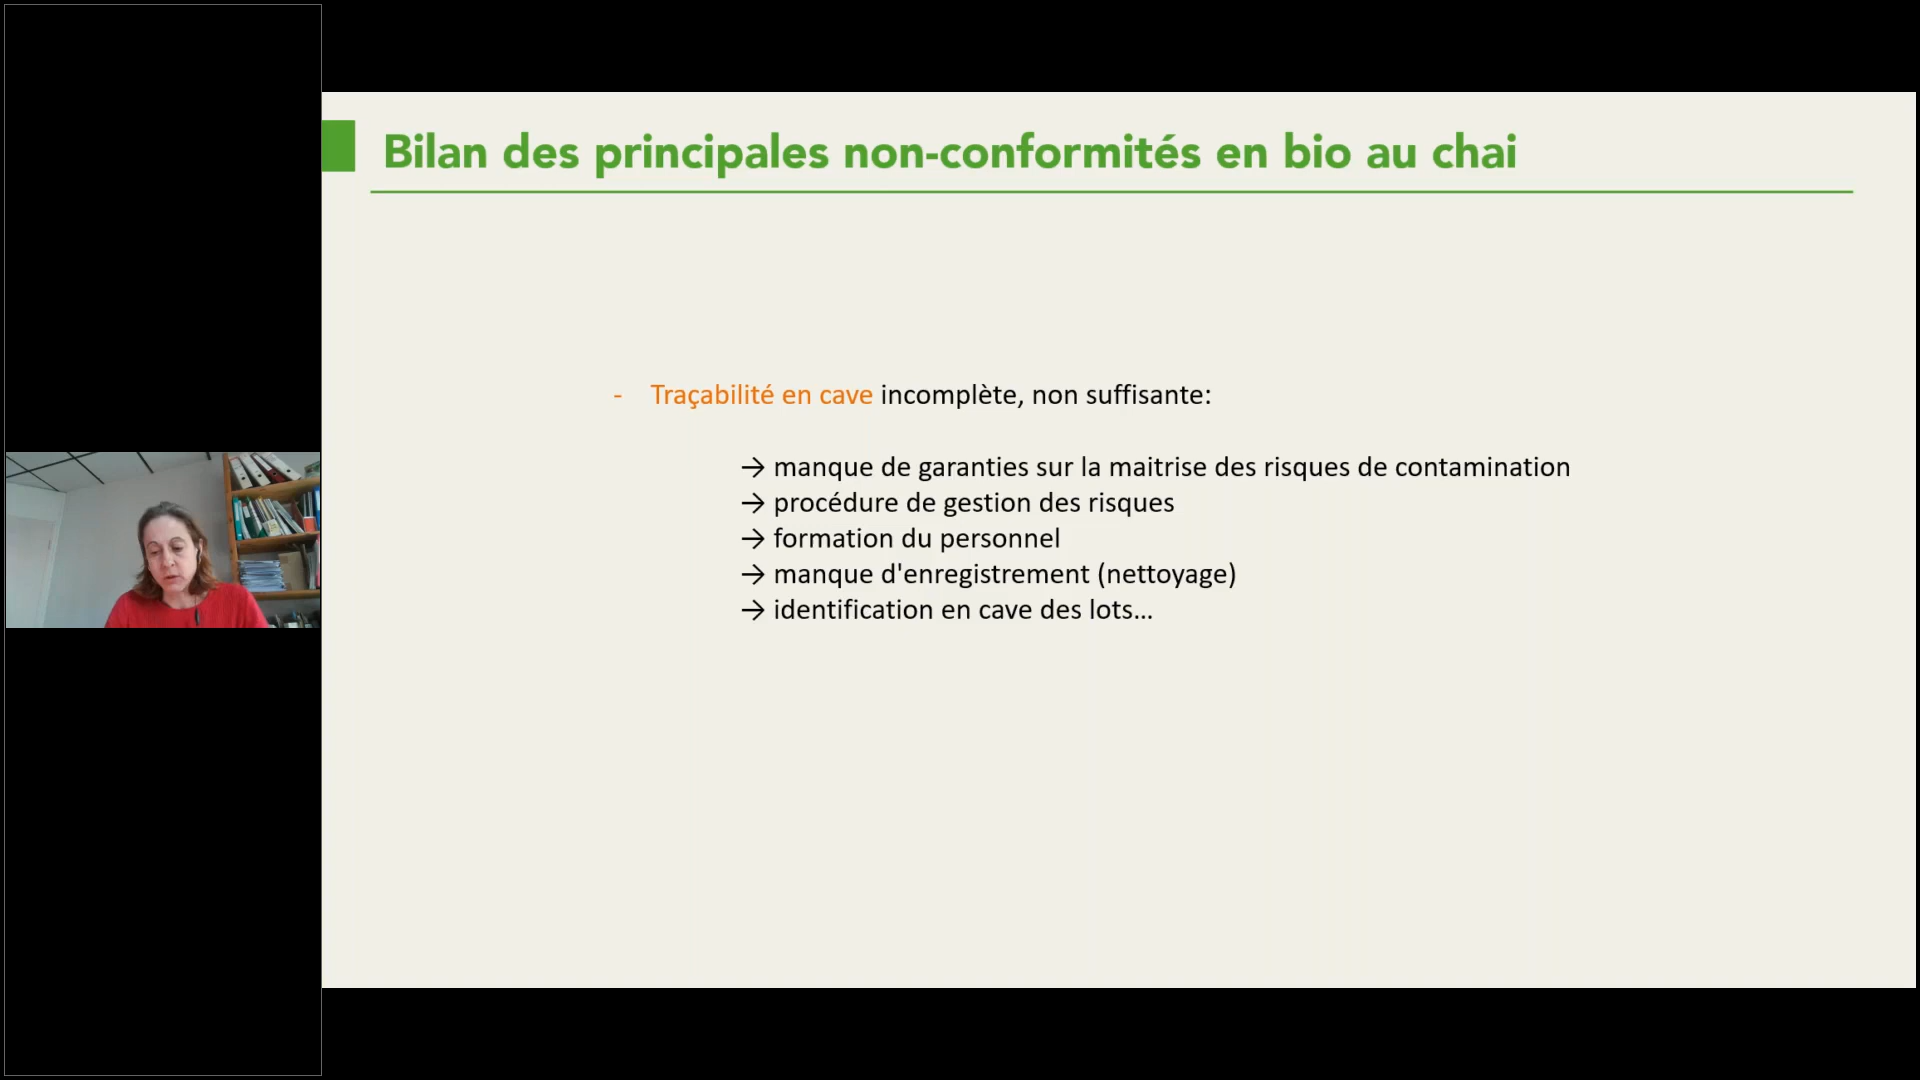 Bilan des principales non-conformités en bio au chai
- Traçabilité en cave incomplète, non suffisante:
→ manque de garanties sur la maitrise des risques de contamination
→ procédure de gestion des risques
→ formation du personnel
→ manque d'enregistrement (nettoyage)
→ identification en cave des lots...